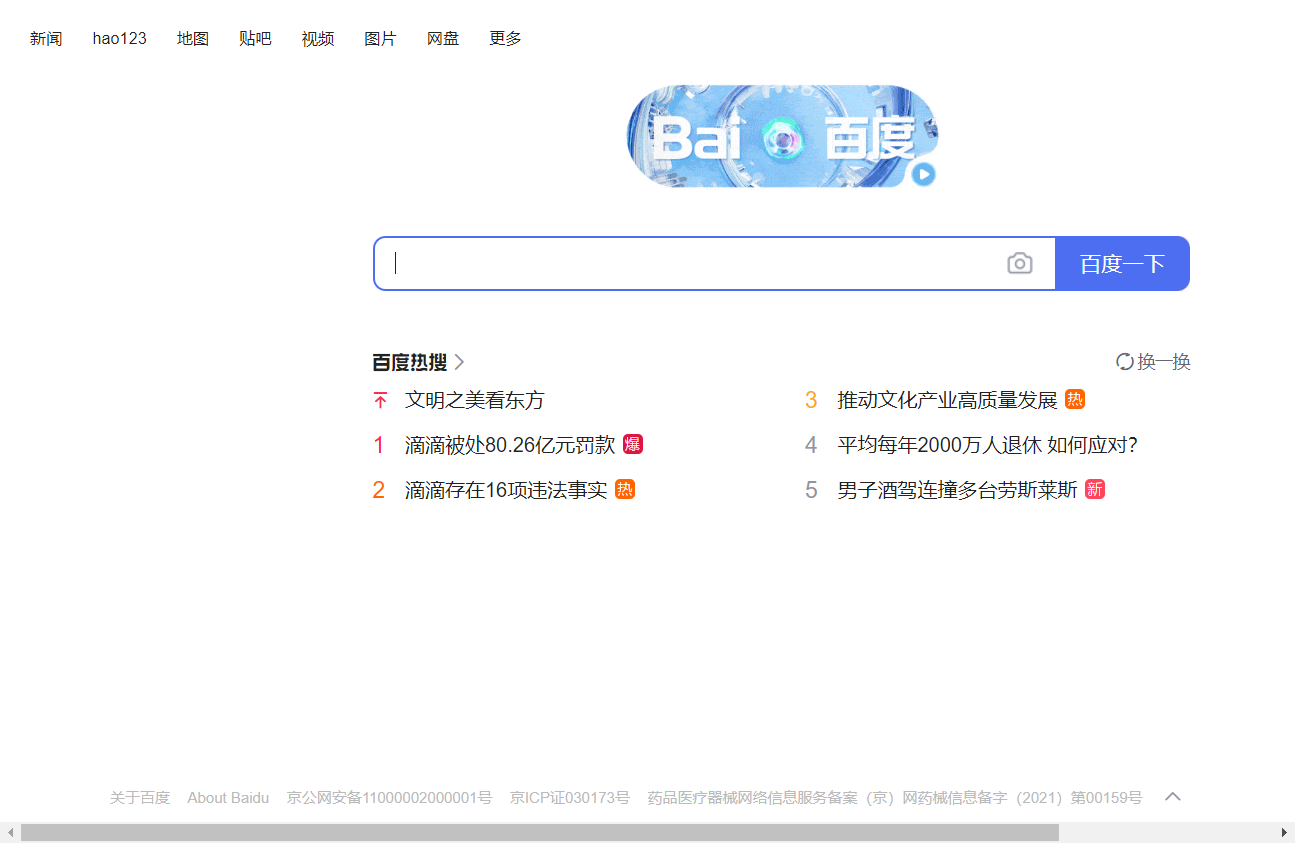 新闻 hao123 地图 贴吧 视频 图片 网盘 更多
Bai 百度
百度一下
百度热搜 换一换
文明之美看东方
1 滴滴被处80.26亿元罚款 爆
2 滴滴存在16项违法事实 热
3 推动文化产业高质量发展 热
4 平均每年2000万人退休 如何应对?
5 男子酒驾连撞多台劳斯莱斯 新
关于百度 About Baidu 京公网安备11000002000001号 京ICP证030173号 药品医疗器械网络信息服务备案（京）网药械信息备字（2021）第00159号